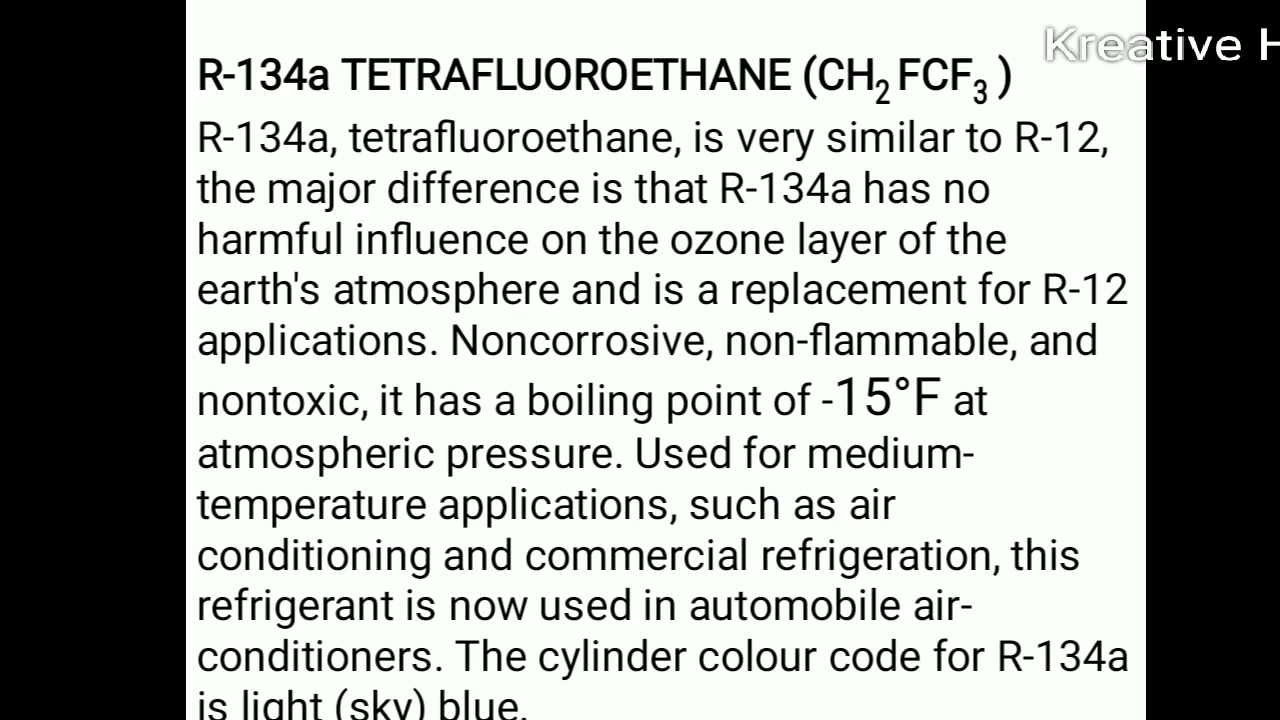 Kreative H
R-134a TETRAFLUOROETHANE (CH₂ FCF₃ )
R-134a, tetrafluoroethane, is very similar to R-12,
the major difference is that R-134a has no
harmful influence on the ozone layer of the
earth's atmosphere and is a replacement for R-12
applications. Noncorrosive, non-flammable, and
nontoxic, it has a boiling point of -15°F at
atmospheric pressure. Used for medium-
temperature applications, such as air
conditioning and commercial refrigeration, this
refrigerant is now used in automobile air-
conditioners. The cylinder colour code for R-134a
is light (sky) blue.